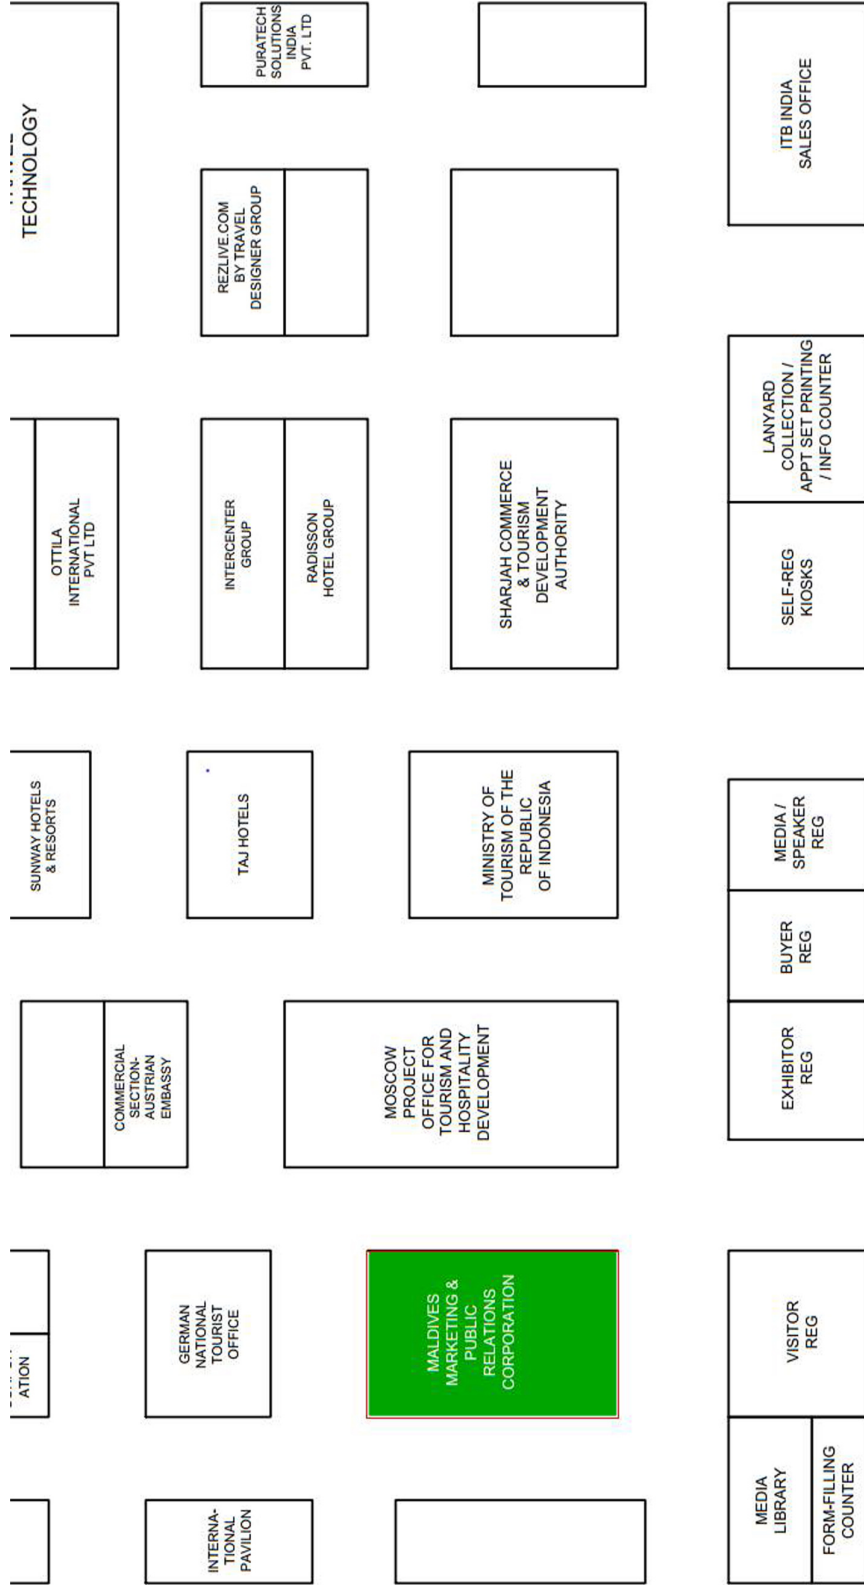 TECHNOLOGY
PURATECH
SOLUTIONS
INDIA
PVT. LTD
ITB INDIA
SALES OFFICE
REZLIVE.COM
BY TRAVEL
DESIGNER GROUP
OTTILA
INTERNATIONAL
PVT LTD
INTERCENTER
GROUP
RADISSON
HOTEL GROUP
SHARJAH COMMERCE
& TOURISM
DEVELOPMENT
AUTHORITY
LANYARD
COLLECTION /
APPT SET PRINTING
/ INFO COUNTER
SELF-REG
KIOSKS
SUNWAY HOTELS
& RESORTS
TAJ HOTELS
MINISTRY OF
TOURISM OF THE
REPUBLIC
OF INDONESIA
MEDIA /
SPEAKER
REG
BUYER
REG
EXHIBITOR
REG
COMMERCIAL
SECTION-
AUSTRIAN
EMBASSY
MOSCOW
PROJECT
OFFICE FOR
TOURISM AND
HOSPITALITY
DEVELOPMENT
ATION
GERMAN
NATIONAL
TOURIST
OFFICE
MALDIVES
MARKETING &
PUBLIC
RELATIONS
CORPORATION
VISITOR
REG
INTERNA-
TIONAL
PAVILION
MEDIA
LIBRARY
FORM-FILLING
COUNTER